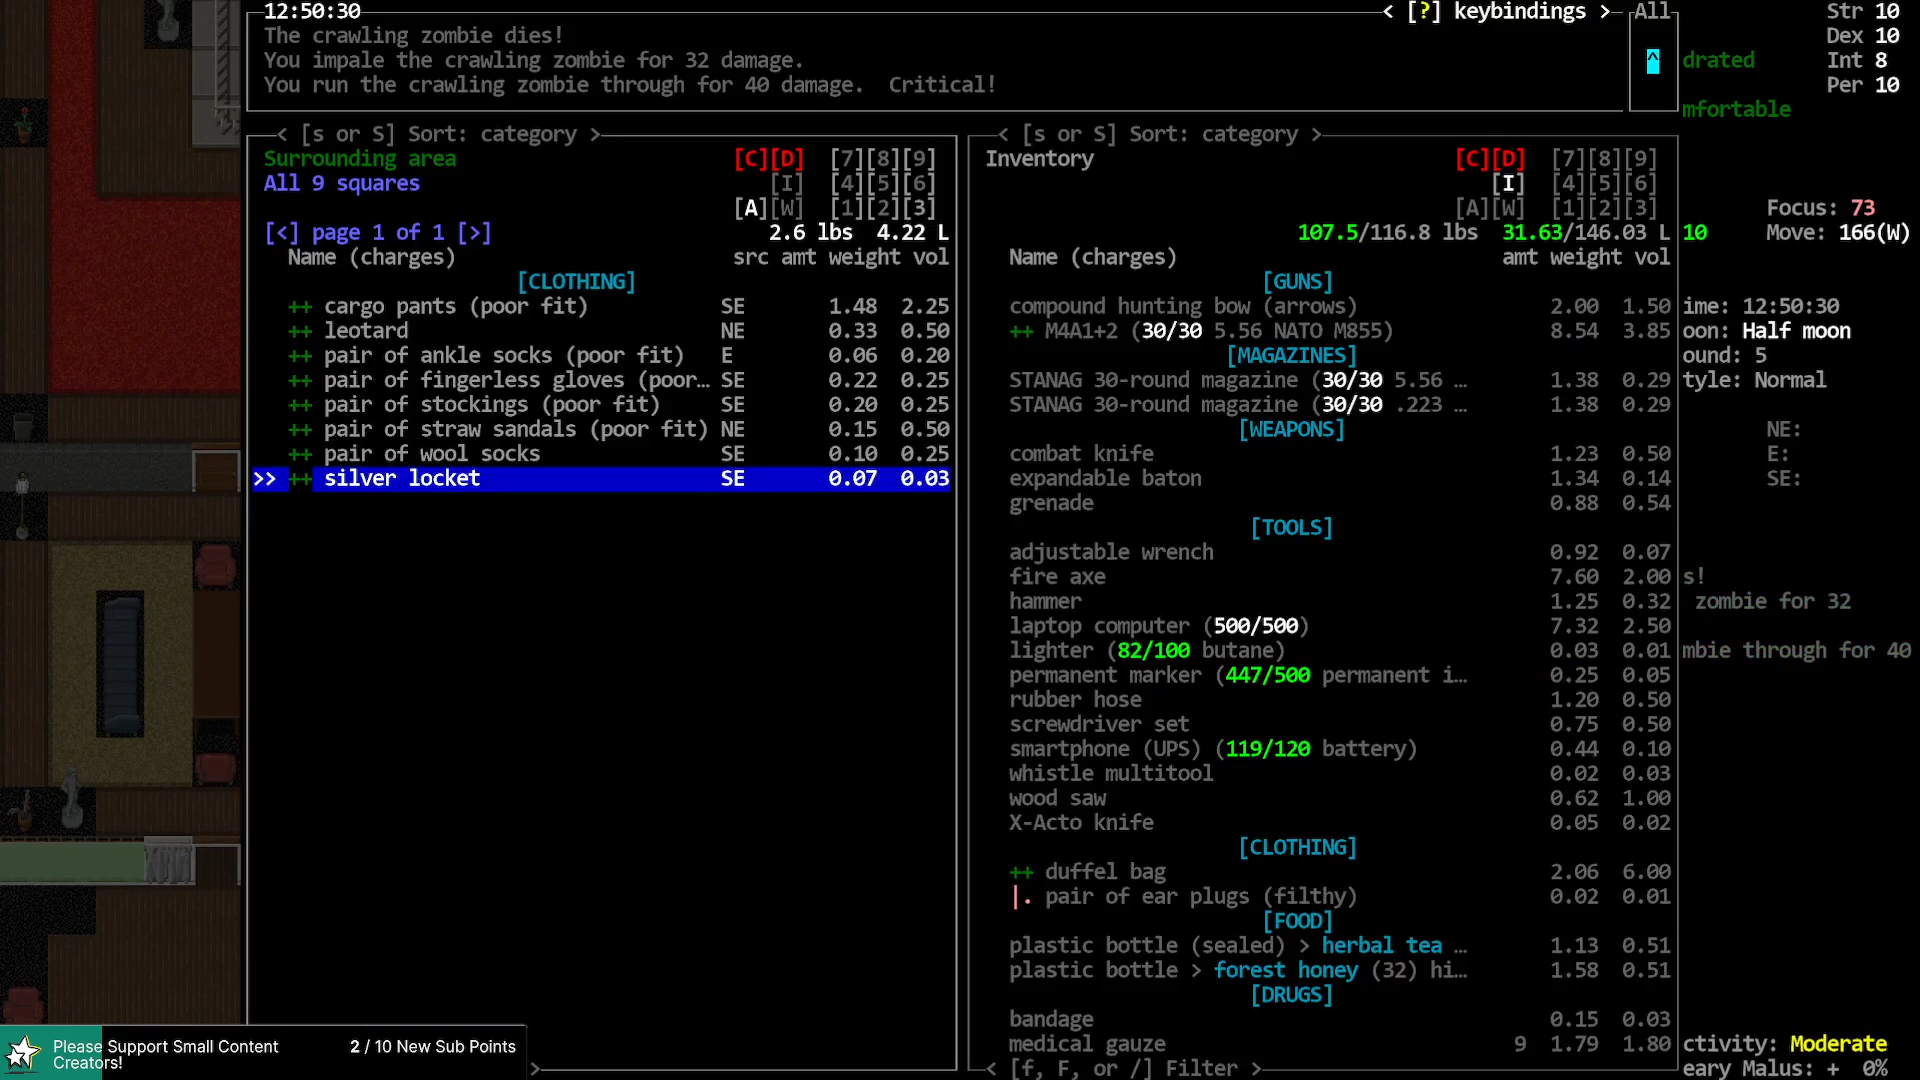 12:50:30
< [?] keybindings >
All
Str 10
The crawling zombie dies!
Dex 10
You impale the crawling zombie for 32 damage.
^
drated
Int 8
You run the crawling zombie through for 40 damage.  Critical!
Per 10
mfortable
< [s or S] Sort: category >
< [s or S] Sort: category >
Surrounding area
[C][D] [7][8][9]
Inventory
[C][D] [7][8][9]
All 9 squares
[I] [4][5][6]
[I] [4][5][6]
[A][W] [1][2][3]
[A][W] [1][2][3]
Focus: 73
[<] page 1 of 1 [>]
2.6 lbs 4.22 L
107.5/116.8 lbs 31.63/146.03 L
10
Move: 166(W)
Name (charges) src amt weight vol
Name (charges) amt weight vol
[CLOTHING]
[GUNS]
++ cargo pants (poor fit) SE 1.48 2.25
compound hunting bow (arrows) 2.00 1.50
ime: 12:50:30
++ leotard NE 0.33 0.50
++ M4A1+2 (30/30 5.56 NATO M855) 8.54 3.85
oon: Half moon
++ pair of ankle socks (poor fit) E 0.06 0.20
[MAGAZINES]
ound: 5
++ pair of fingerless gloves (poor… SE 0.22 0.25
STANAG 30-round magazine (30/30 5.56 … 1.38 0.29
tyle: Normal
++ pair of stockings (poor fit) SE 0.20 0.25
STANAG 30-round magazine (30/30 .223 … 1.38 0.29
++ pair of straw sandals (poor fit) NE 0.15 0.50
[WEAPONS]
NE:
++ pair of wool socks SE 0.10 0.25
combat knife 1.23 0.50
E:
>> ++ silver locket SE 0.07 0.03
expandable baton 1.34 0.14
SE:
grenade 0.88 0.54
[TOOLS]
adjustable wrench 0.92 0.07
fire axe 7.60 2.00
s!
hammer 1.25 0.32
zombie for 32
laptop computer (500/500) 7.32 2.50
lighter (82/100 butane) 0.03 0.01
mbie through for 40
permanent marker (447/500 permanent i… 0.25 0.05
rubber hose 1.20 0.50
screwdriver set 0.75 0.50
smartphone (UPS) (119/120 battery) 0.44 0.10
whistle multitool 0.02 0.03
wood saw 0.62 1.00
X-Acto knife 0.05 0.02
[CLOTHING]
++ duffel bag 2.06 6.00
|. pair of ear plugs (filthy) 0.02 0.01
[FOOD]
plastic bottle (sealed) > herbal tea … 1.13 0.51
plastic bottle > forest honey (32) hi… 1.58 0.51
[DRUGS]
bandage 0.15 0.03
medical gauze 9 1.79 1.80
ctivity: Moderate
< [f, F, or /] Filter >
eary Malus: + 0%
Please Support Small Content
Creators!
2 / 10 New Sub Points
>